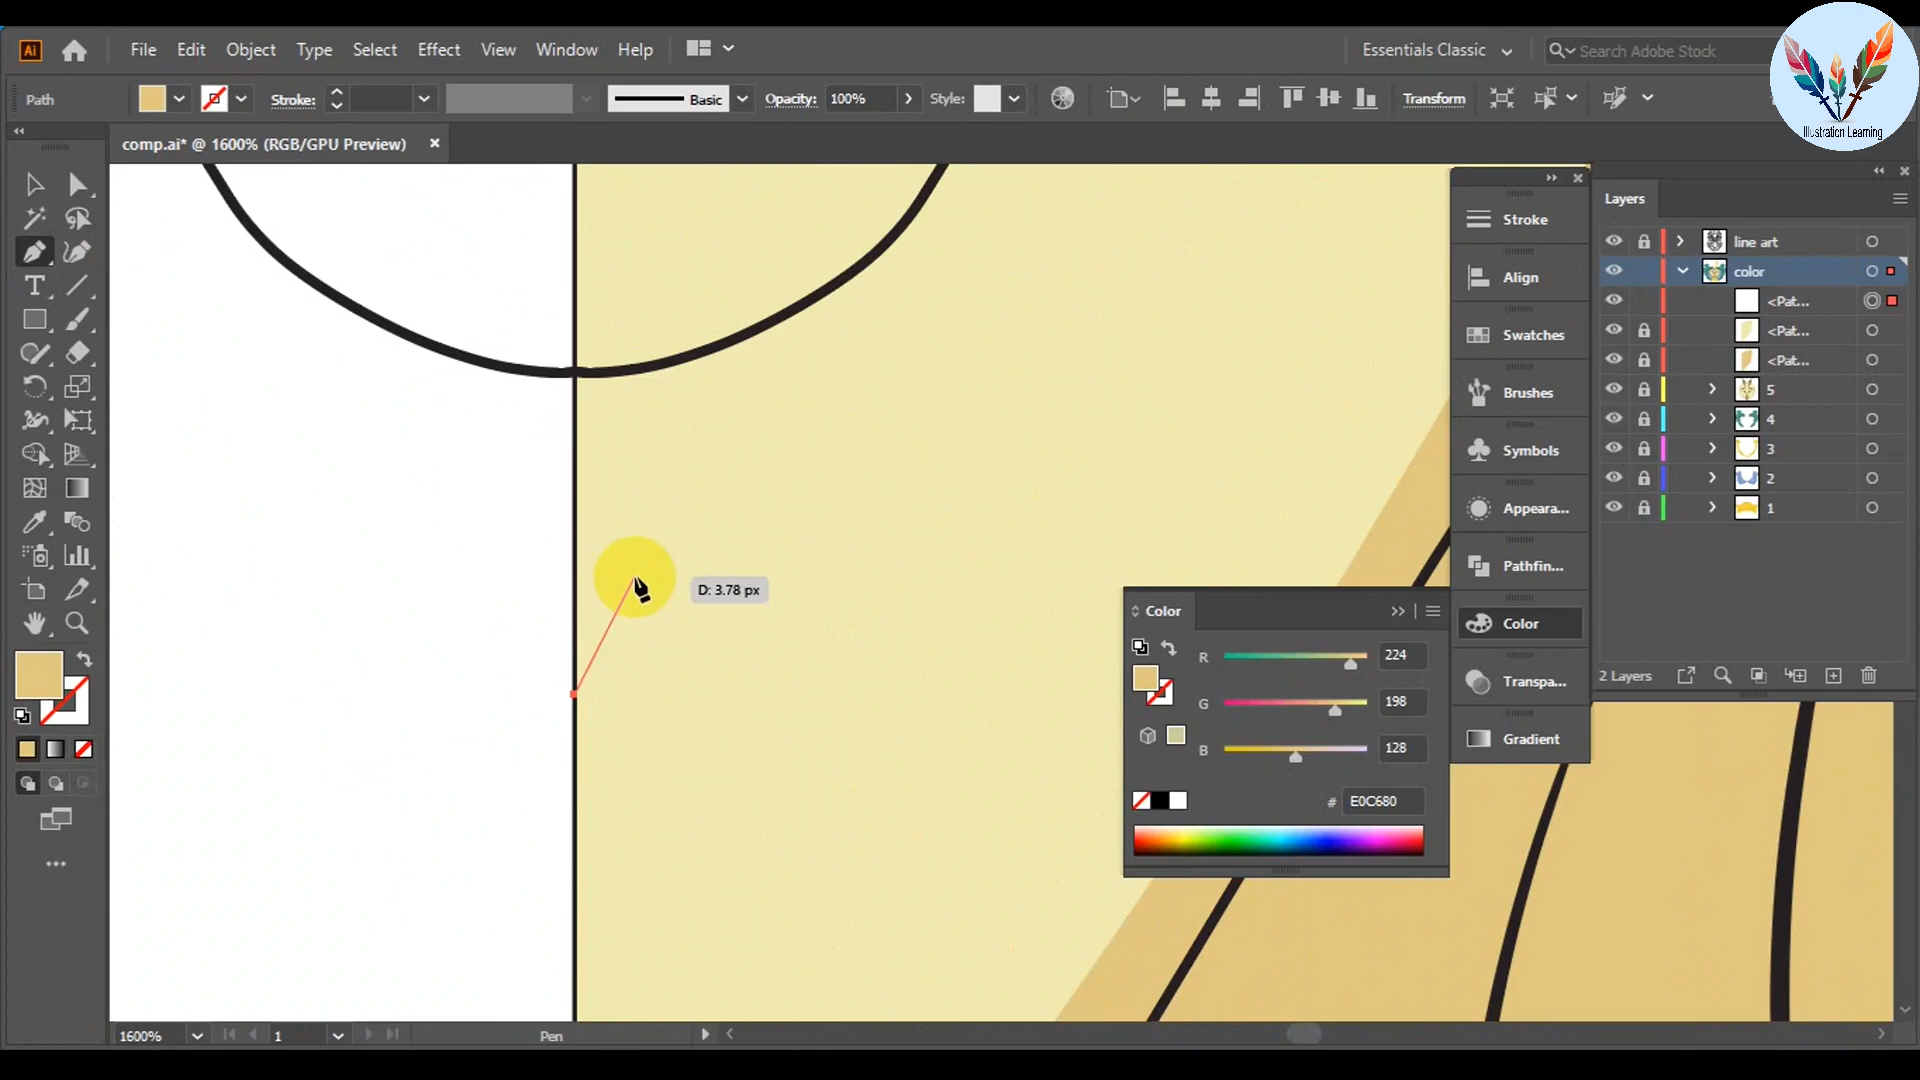 Ai File Edit Object Type Select Effect View Window Help Essentials Classic Search Adobe Stock
Path Stroke: Basic Opacity: 100% Style: Transform
Illustration Learning
comp.ai* @ 1600% (RGB/GPU Preview)
Layers
Stroke
line art
color
Align
<Pat...
Swatches
<Pat...
<Pat...
Brushes
5
4
Symbols
3
2
Appeara...
1
Pathfin...
D: 3.78 px
Color
Color
R 224
2 Layers
Transpa...
G 198
Gradient
B 128
# E0C680
1600% 1 Pen